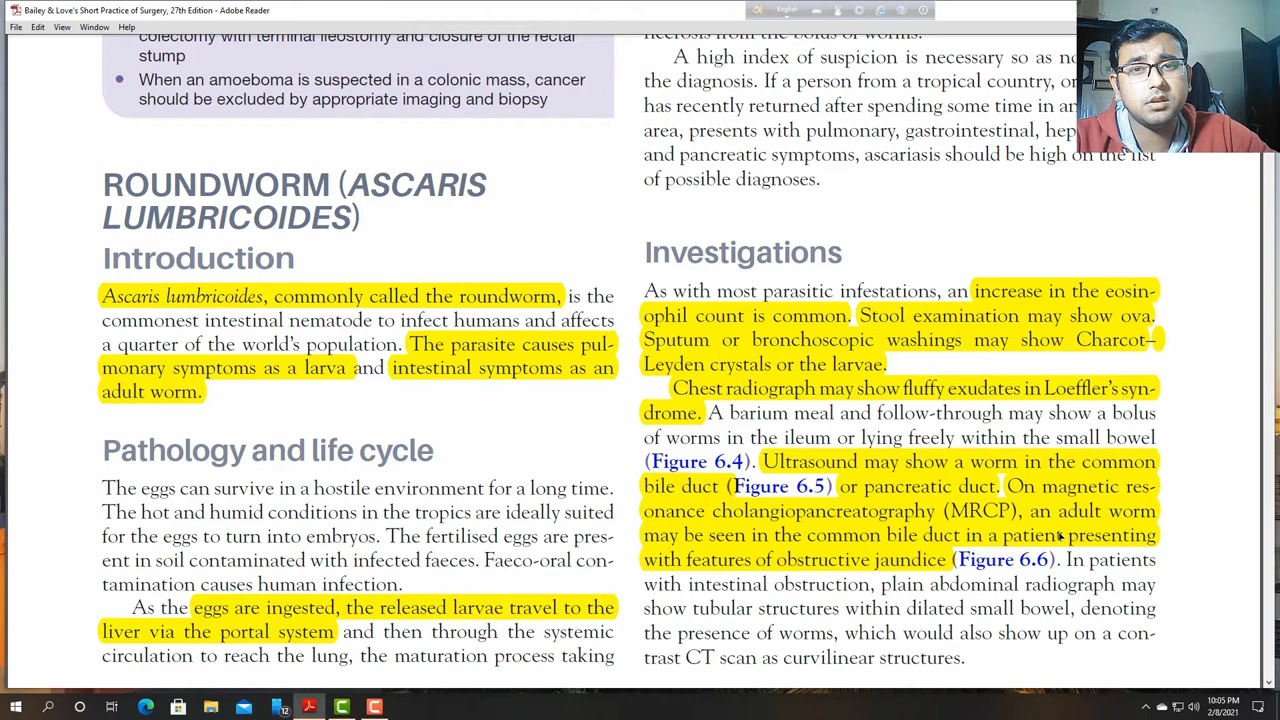 Bailey & Love's Short Practice of Surgery, 27th Edition - Adobe Reader
English
File Edit View Window Help
colectomy with terminal ileostomy and closure of the rectal
stump
• When an amoeboma is suspected in a colonic mass, cancer
should be excluded by appropriate imaging and biopsy
ROUNDWORM (ASCARIS
LUMBRICOIDES)
Introduction
Ascaris lumbricoides, commonly called the roundworm, is the
commonest intestinal nematode to infect humans and affects
a quarter of the world's population. The parasite causes pul-
monary symptoms as a larva and intestinal symptoms as an
adult worm.
Pathology and life cycle
The eggs can survive in a hostile environment for a long time.
The hot and humid conditions in the tropics are ideally suited
for the eggs to turn into embryos. The fertilised eggs are pres-
ent in soil contaminated with infected faeces. Faeco-oral con-
tamination causes human infection.
As the eggs are ingested, the released larvae travel to the
liver via the portal system and then through the systemic
circulation to reach the lung, the maturation process taking
necrosis from the bolus of worms.
A high index of suspicion is necessary so as no
the diagnosis. If a person from a tropical country, or
has recently returned after spending some time in an
area, presents with pulmonary, gastrointestinal, hep
and pancreatic symptoms, ascariasis should be high on the list
of possible diagnoses.
Investigations
As with most parasitic infestations, an increase in the eosin-
ophil count is common. Stool examination may show ova.
Sputum or bronchoscopic washings may show Charcot–
Leyden crystals or the larvae.
Chest radiograph may show fluffy exudates in Loeffler's syn-
drome. A barium meal and follow-through may show a bolus
of worms in the ileum or lying freely within the small bowel
(Figure 6.4). Ultrasound may show a worm in the common
bile duct (Figure 6.5) or pancreatic duct. On magnetic res-
onance cholangiopancreatography (MRCP), an adult worm
may be seen in the common bile duct in a patient presenting
with features of obstructive jaundice (Figure 6.6). In patients
with intestinal obstruction, plain abdominal radiograph may
show tubular structures within dilated small bowel, denoting
the presence of worms, which would also show up on a con-
trast CT scan as curvilinear structures.
12
10:05 PM
2/8/2021